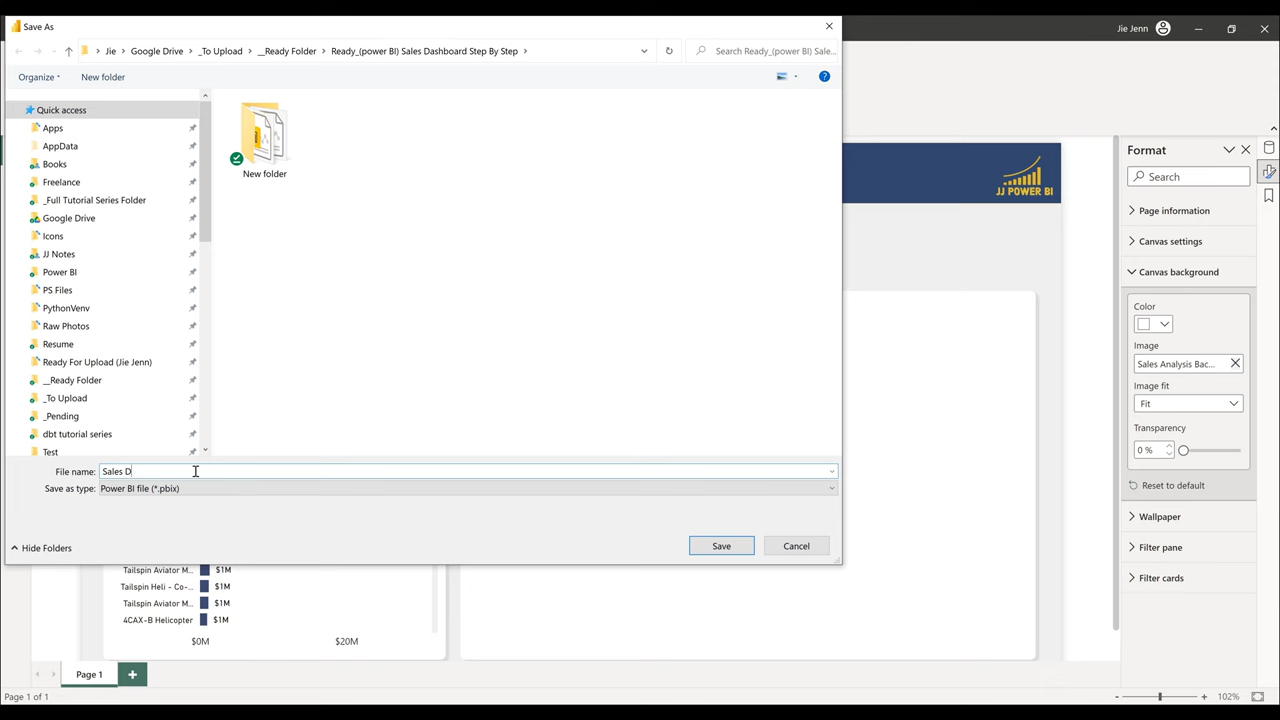 Save As
Jie Jenn
Jie > Google Drive > _To Upload > __Ready Folder > Ready_(power BI) Sales Dashboard Step By Step >
Search Ready_(power BI) Sale...
Organize
New folder
Quick access
Apps
AppData
Books
Freelance
_Full Tutorial Series Folder
Google Drive
Icons
JJ Notes
Power BI
PS Files
PythonVenv
Raw Photos
Resume
Ready For Upload (Jie Jenn)
__Ready Folder
_To Upload
_Pending
dbt tutorial series
Test
New folder
File name: Sales D
Save as type: Power BI file (*.pbix)
Hide Folders
Save
Cancel
JJ POWER BI
Format
Search
Page information
Canvas settings
Canvas background
Color
Image
Sales Analysis Bac...
Image fit
Fit
Transparency
0 %
Reset to default
Wallpaper
Filter pane
Filter cards
Tailspin Aviator M... $1M
Tailspin Heli - Co-... $1M
Tailspin Aviator M... $1M
4CAX-B Helicopter $1M
$0M $20M
Page 1
Page 1 of 1
- + 102%